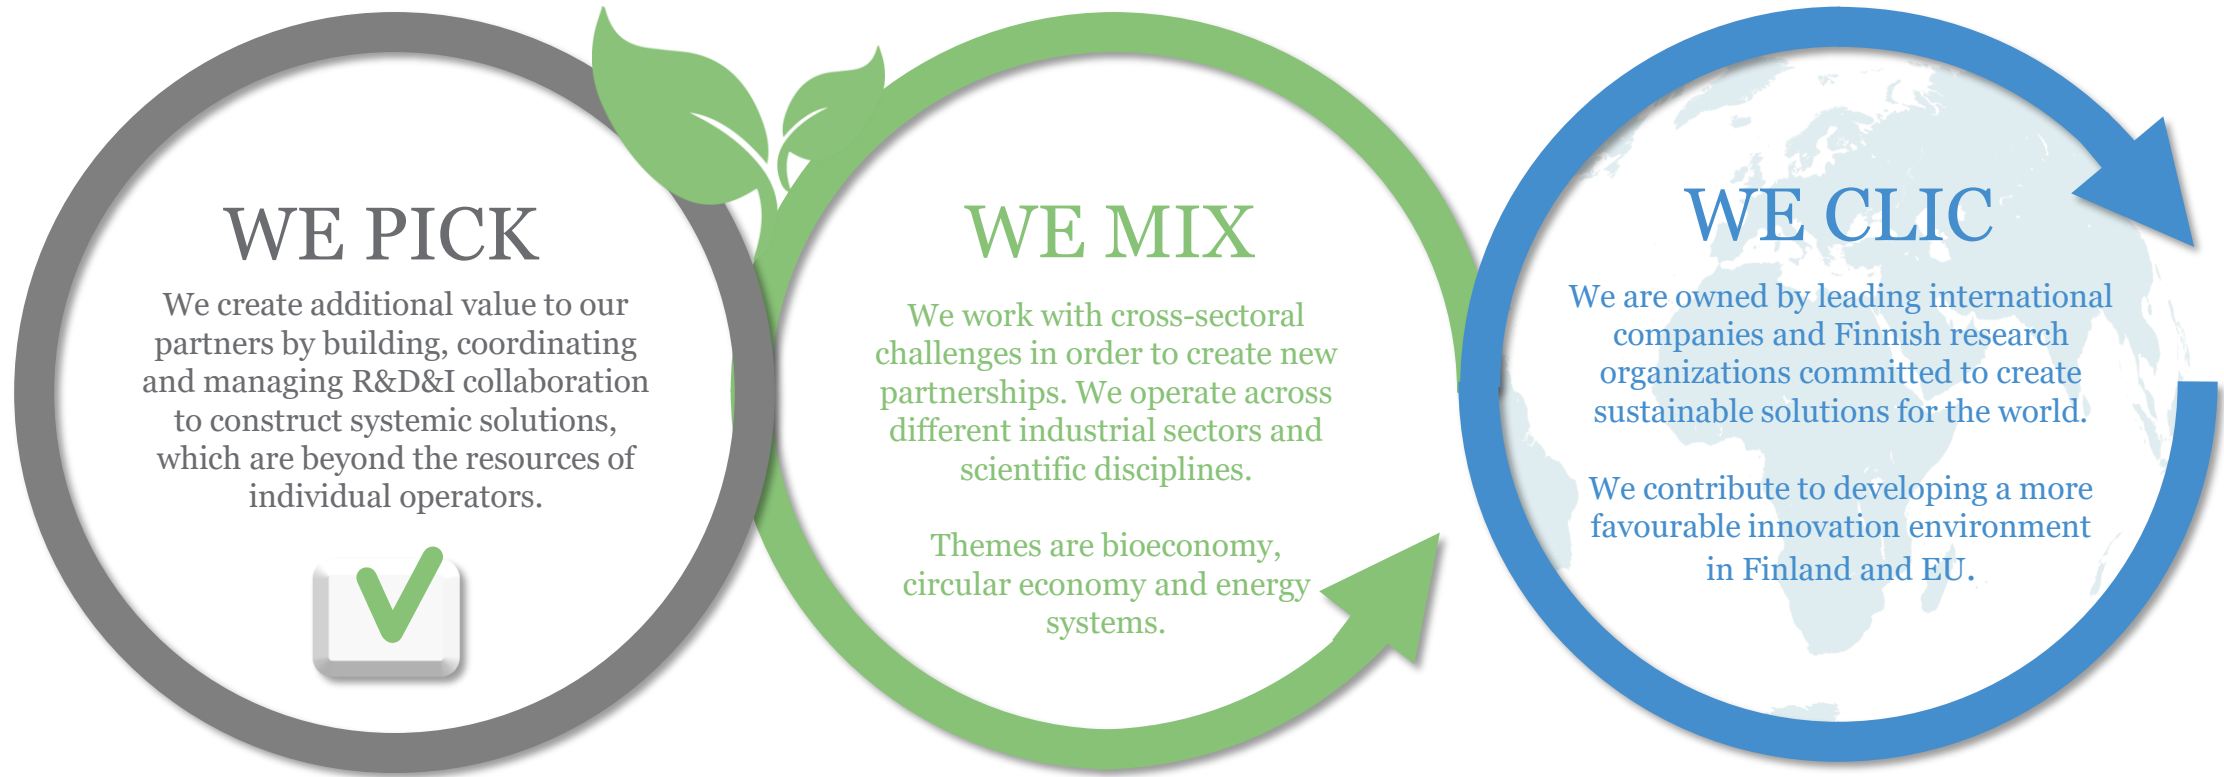 WE PICK
We create additional value to our
partners by building, coordinating
and managing R&D&I collaboration
to construct systemic solutions,
which are beyond the resources of
individual operators.
WE MIX
We work with cross-sectoral
challenges in order to create new
partnerships. We operate across
different industrial sectors and
scientific disciplines.
Themes are bioeconomy,
circular economy and energy
systems.
WE CLIC
We are owned by leading international
companies and Finnish research
organizations committed to create
sustainable solutions for the world.
We contribute to developing a more
favourable innovation environment
in Finland and EU.